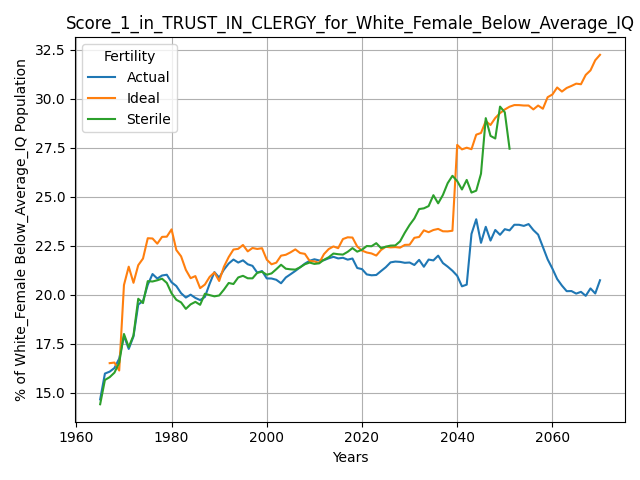 Score_1_in_TRUST_IN_CLERGY_for_White_Female_Below_Average_IQ
Fertility
Actual
Ideal
Sterile
% of White_Female Below_Average_IQ Population
32.5
30.0
27.5
25.0
22.5
20.0
17.5
15.0
1960
1980
2000
2020
2040
2060
Years